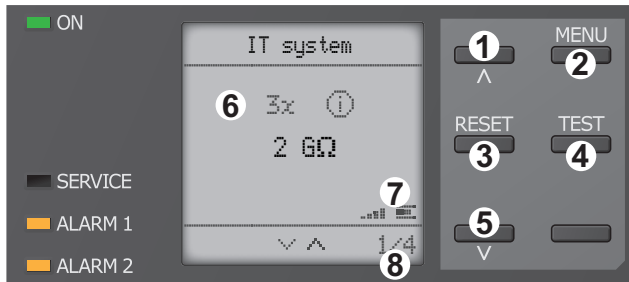 ON
IT system
MENU
1
2
Λ
6
3x
i
RESET
TEST
2 GΩ
3
4
SERVICE
7
ALARM 1
5
1/4
V
8
ALARM 2